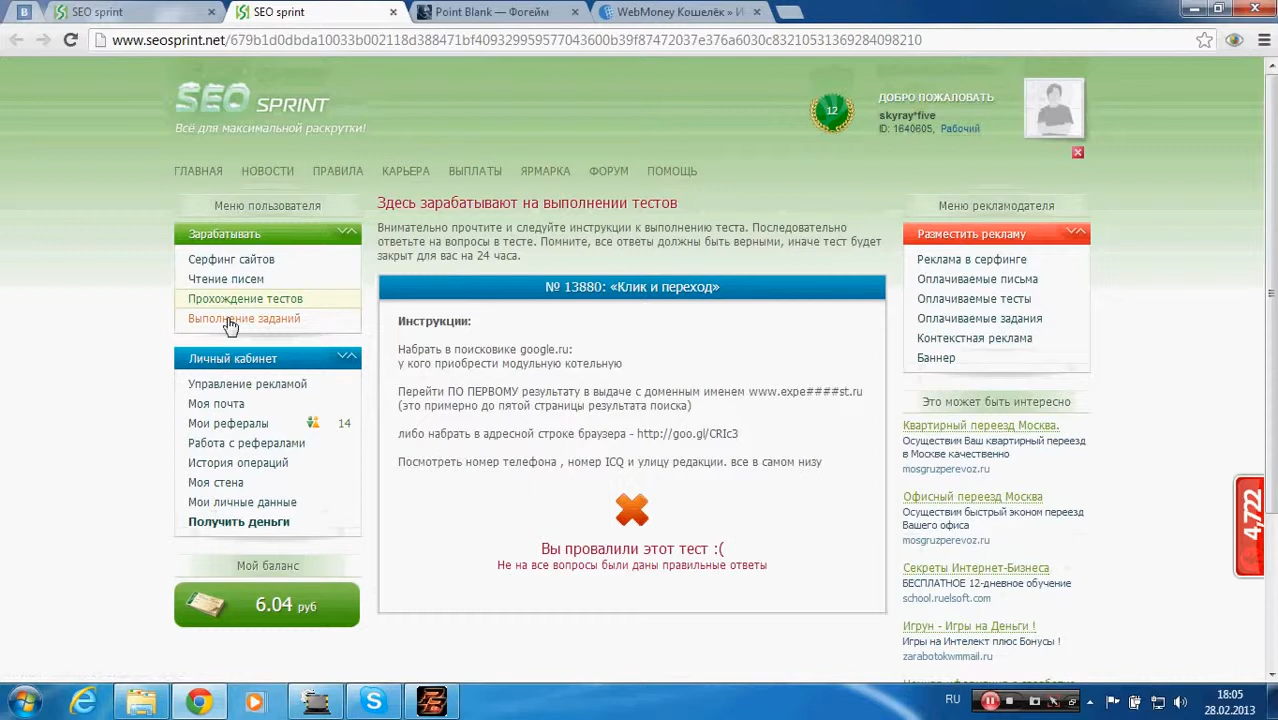 SEO sprint
SEO sprint
Point Blank — Фогейм
WebMoney Кошелёк » И
www.seosprint.net/679b1d0dbda10033b002118d388471bf409329959577043600b39f87472037e376a6030c83210531369284098210
SEO SPRINT
Всё для максимальной раскрутки!
12
ДОБРО ПОЖАЛОВАТЬ
skyray*five
ID: 1640605, Рабочий
ГЛАВНАЯ НОВОСТИ ПРАВИЛА КАРЬЕРА ВЫПЛАТЫ ЯРМАРКА ФОРУМ ПОМОЩЬ
Меню пользователя
Зарабатывать
Серфинг сайтов
Чтение писем
Прохождение тестов
Выполнение заданий
Личный кабинет
Управление рекламой
Моя почта
Мои рефералы 14
Работа с рефералами
История операций
Моя стена
Мои личные данные
Получить деньги
Мой баланс
6.04 руб
Здесь зарабатывают на выполнении тестов
Внимательно прочтите и следуйте инструкции к выполнению теста. Последовательно
ответьте на вопросы в тесте. Помните, все ответы должны быть верными, иначе тест будет
закрыт для вас на 24 часа.
№ 13880: «Клик и переход»
Инструкции:
Набрать в поисковике google.ru:
у кого приобрести модульную котельную
Перейти ПО ПЕРВОМУ результату в выдаче с доменным именем www.expe####st.ru
(это примерно до пятой страницы результата поиска)
либо набрать в адресной строке браузера - http://goo.gl/CRIc3
Посмотреть номер телефона , номер ICQ и улицу редакции. все в самом низу
Вы провалили этот тест :(
Не на все вопросы были даны правильные ответы
Меню рекламодателя
Разместить рекламу
Реклама в серфинге
Оплачиваемые письма
Оплачиваемые тесты
Оплачиваемые задания
Контекстная реклама
Баннер
Это может быть интересно
Квартирный переезд Москва.
Осуществим Ваш квартирный переезд
в Москве качественно
mosgruzperevoz.ru
Офисный переезд Москва
Осуществим быстрый эконом переезд
Вашего офиса
mosgruzperevoz.ru
Секреты Интернет-Бизнеса
БЕСПЛАТНОЕ 12-дневное обучение
school.ruelsoft.com
Игрун - Игры на Деньги !
Игры на Интелект плюс Бонусы !
zarabotokwmmail.ru
4,722
RU
18:05
28.02.2013